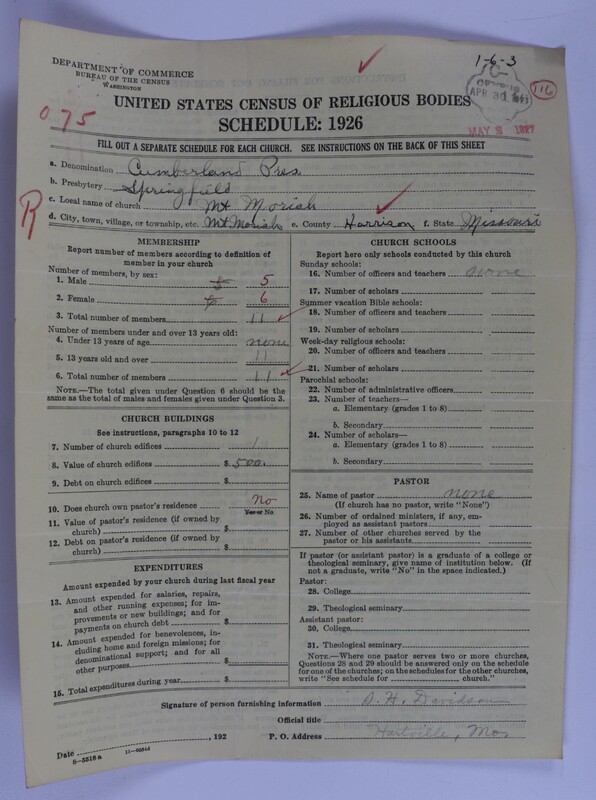 DEPARTMENT OF COMMERCE
BUREAU OF THE CENSUS
WASHINGTON
1-6-3
APR 30
116
MAY 3 1927
075
UNITED STATES CENSUS OF RELIGIOUS BODIES
SCHEDULE: 1926
FILL OUT A SEPARATE SCHEDULE FOR EACH CHURCH. SEE INSTRUCTIONS ON THE BACK OF THIS SHEET
a. Denomination Cumberland Pres.
b. Presbytery Springfield
c. Local name of church Mt Moriah
R
d. City, town, village, or township, etc. Mt. Moriah e. County Harrison f. State Missouri
MEMBERSHIP
Report number of members according to definition of
member in your church
Number of members, by sex:
1. Male 5 5
2. Female 6
3. Total number of members 11
Number of members under and over 13 years old:
4. Under 13 years of age none
5. 13 years old and over 11
6. Total number of members 11
NOTE.—The total given under Question 6 should be the
same as the total of males and females given under Question 3.
CHURCH BUILDINGS
See instructions, paragraphs 10 to 12
7. Number of church edifices 1
8. Value of church edifices $500.
9. Debt on church edifices $
10. Does church own pastor's residence No
Yes or No
11. Value of pastor's residence (if owned by
church) $
12. Debt on pastor's residence (if owned by
church) $
EXPENDITURES
Amount expended by your church during last fiscal year
13. Amount expended for salaries, repairs,
and other running expenses; for im-
provements or new buildings; and for
payments on church debt $
14. Amount expended for benevolences, in-
cluding home and foreign missions; for
denominational support; and for all
other purposes $
15. Total expenditures during year $
CHURCH SCHOOLS
Report here only schools conducted by this church
Sunday schools:
16. Number of officers and teachers none
17. Number of scholars
Summer vacation Bible schools:
18. Number of officers and teachers
19. Number of scholars
Week-day religious schools:
20. Number of officers and teachers
21. Number of scholars
Parochial schools:
22. Number of administrative officers
23. Number of teachers—
a. Elementary (grades 1 to 8)
b. Secondary
24. Number of scholars—
a. Elementary (grades 1 to 8)
b. Secondary
PASTOR
25. Name of pastor none
(If church has no pastor, write "None")
26. Number of ordained ministers, if any, em-
ployed as assistant pastors
27. Number of other churches served by the
pastor or his assistants
If pastor (or assistant pastor) is a graduate of a college or
theological seminary, give name of institution below. (If
not a graduate, write "No" in the space indicated.)
Pastor:
28. College
29. Theological seminary
Assistant pastor:
30. College
31. Theological seminary
NOTE.—Where one pastor serves two or more churches,
Questions 28 and 29 should be answered only on the schedule
for one of the churches; on the schedules for the other churches,
write "See schedule for church."
Signature of person furnishing information D. H. Davidson
Official title
Date , 192 P. O. Address Hartville, Mo.
8-5518 a